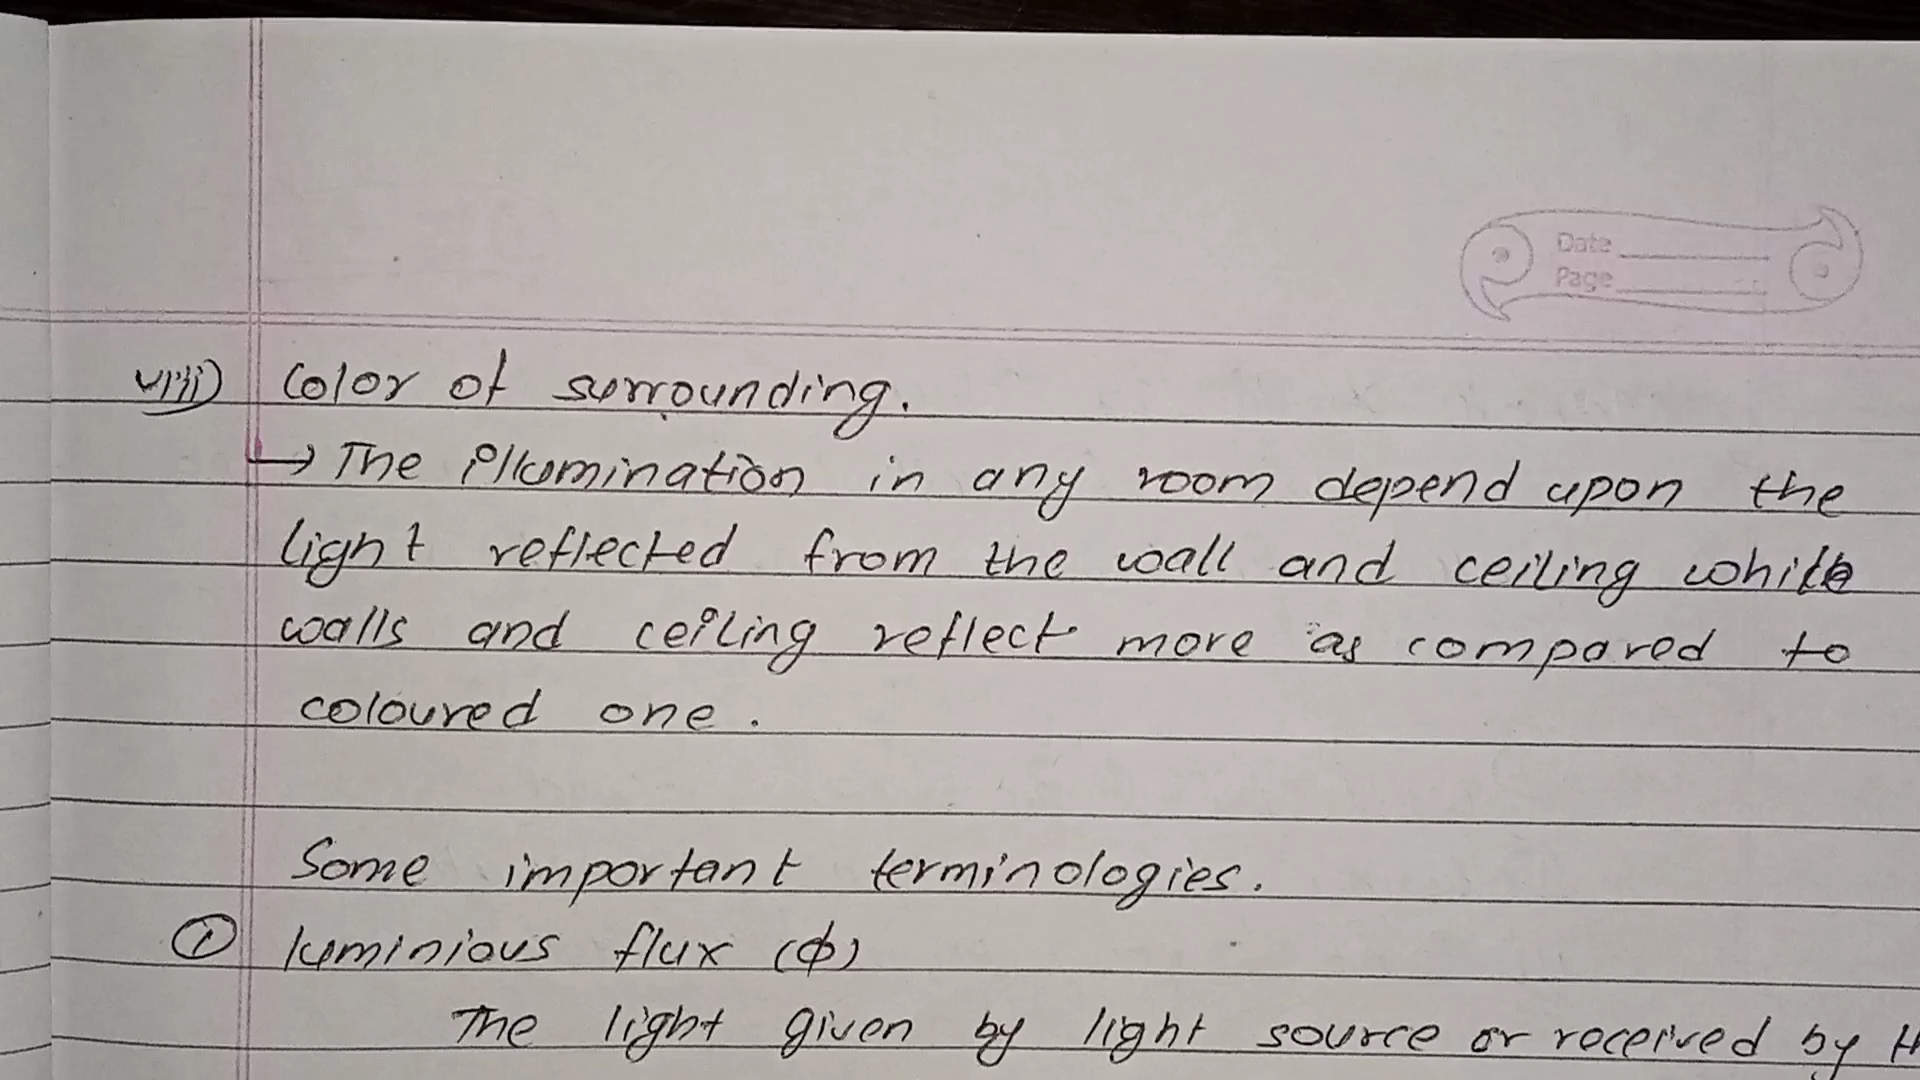 Date
Page
viii) Color of surrounding.
→ The illumination in any room depend upon the
light reflected from the wall and ceiling white
walls and ceiling reflect more as compared to
coloured one.
Some important terminologies.
① luminious flux (ϕ)
The light given by light source or received by